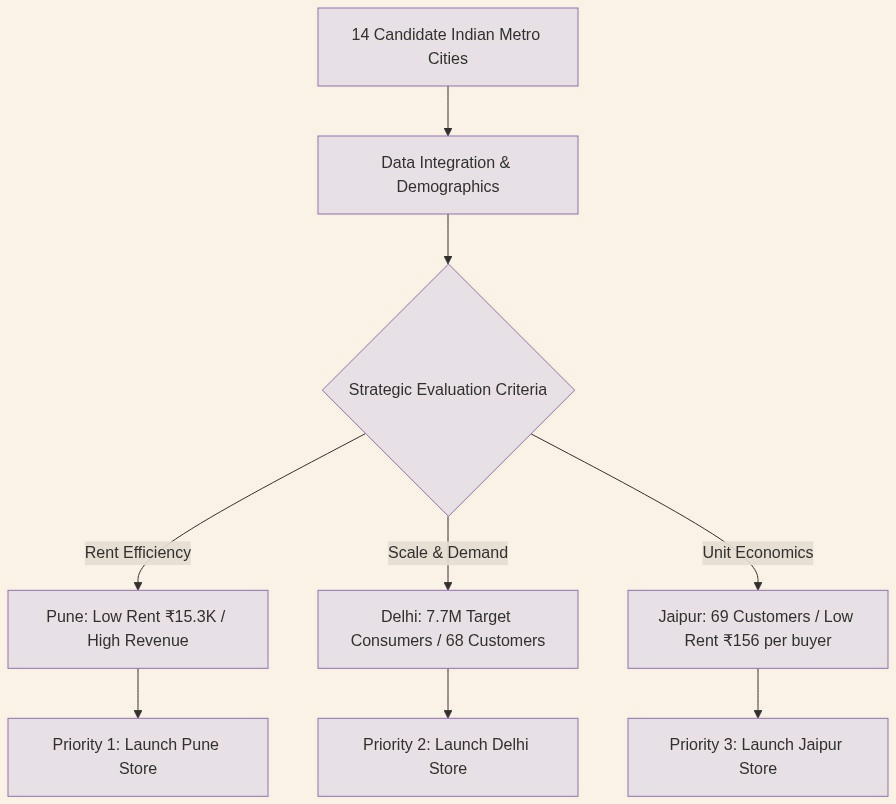 14 Candidate Indian Metro
Cities
Data Integration &
Demographics
Strategic Evaluation Criteria
Rent Efficiency
Scale & Demand
Unit Economics
Pune: Low Rent ₹15.3K /
High Revenue
Delhi: 7.7M Target
Consumers / 68 Customers
Jaipur: 69 Customers / Low
Rent ₹156 per buyer
Priority 1: Launch Pune
Store
Priority 2: Launch Delhi
Store
Priority 3: Launch Jaipur
Store